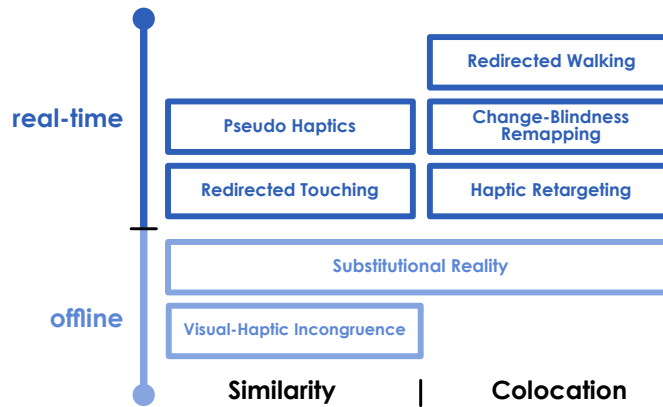 Redirected Walking
real-time
Pseudo Haptics
Change-Blindness
Remapping
Redirected Touching
Haptic Retargeting
Substitutional Reality
offline
Visual-Haptic Incongruence
Similarity | Colocation